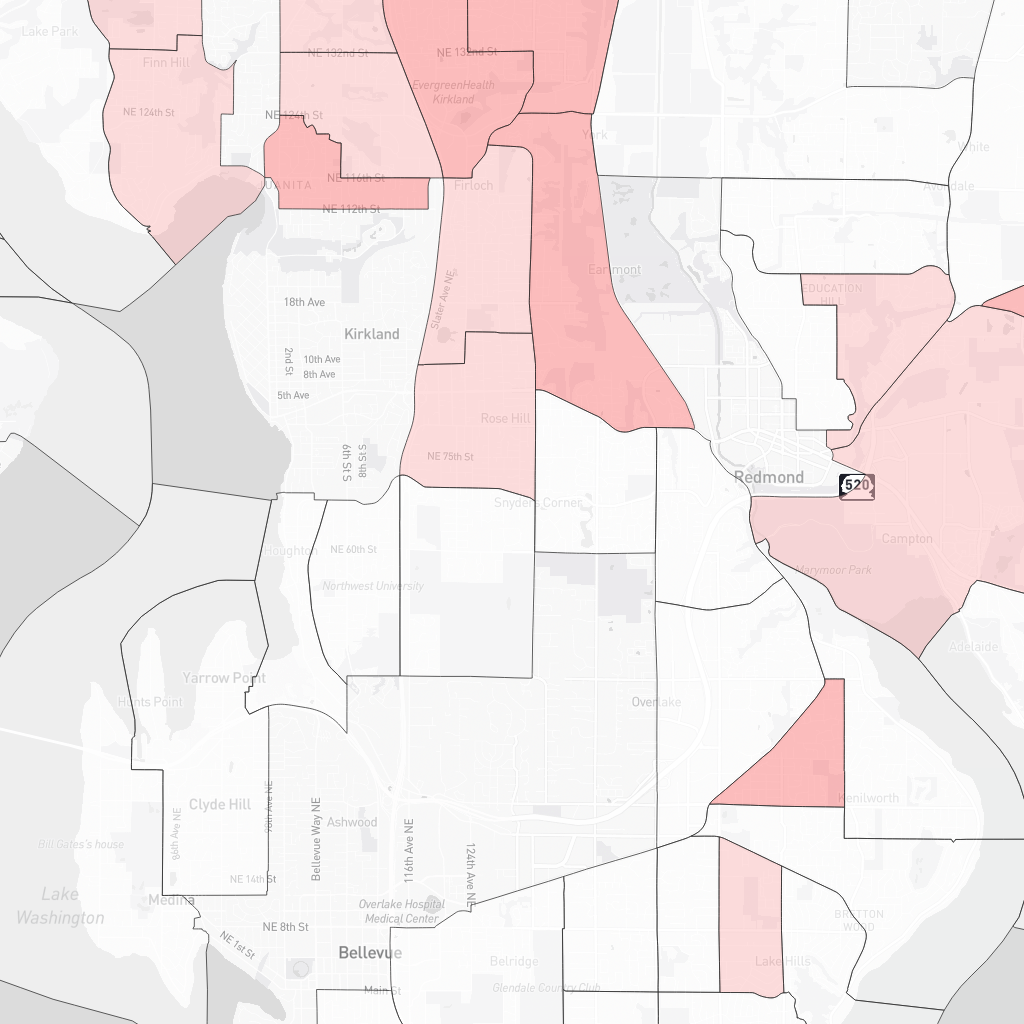 Lake Park
Finn Hill
NE 132nd St
NE 132nd St
EvergreenHealth
Kirkland
NE 124th St
NE 124th St
York
White
JUANITA
NE 116th St
Firloch
Avondale
NE 112th St
Earlmont
EDUCATION
HILL
18th Ave
Slater Ave NE
Kirkland
2nd St
10th Ave
8th Ave
5th Ave
Rose Hill
6th St S
8th St S
NE 75th St
Redmond
520
Snyders Corner
Houghton
NE 60th St
Campton
Northwest University
Marymoor Park
Adelaide
Yarrow Point
Hunts Point
Overlake
Clyde Hill
98th Ave NE
86th Ave NE
Ashwood
Bellevue Way NE
116th Ave NE
124th Ave NE
Kenilworth
Bill Gates's house
NE 14th St
Lake
Washington
Medina
Overlake Hospital
Medical Center
BRETTON
WOOD
NE 8th St
NE 1st St
Bellevue
Belridge
Lake Hills
Main St
Glendale Country Club